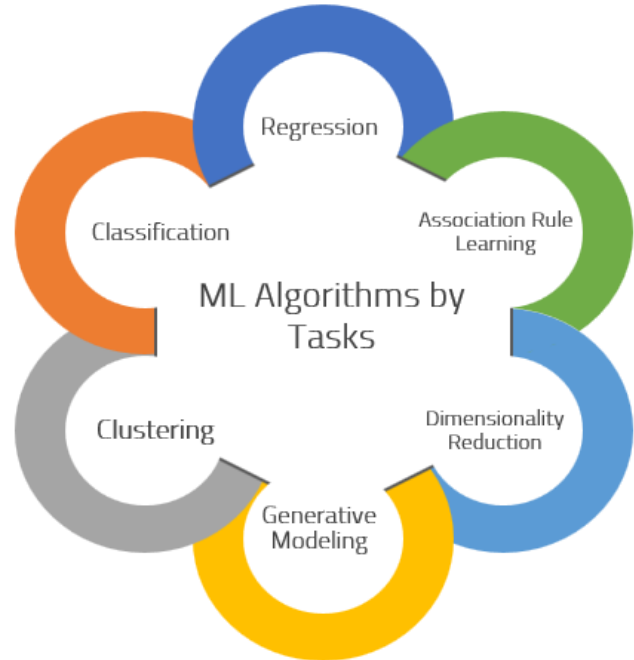 Regression
Classification
Association Rule
Learning
ML Algorithms by
Tasks
Clustering
Dimensionality
Reduction
Generative
Modeling